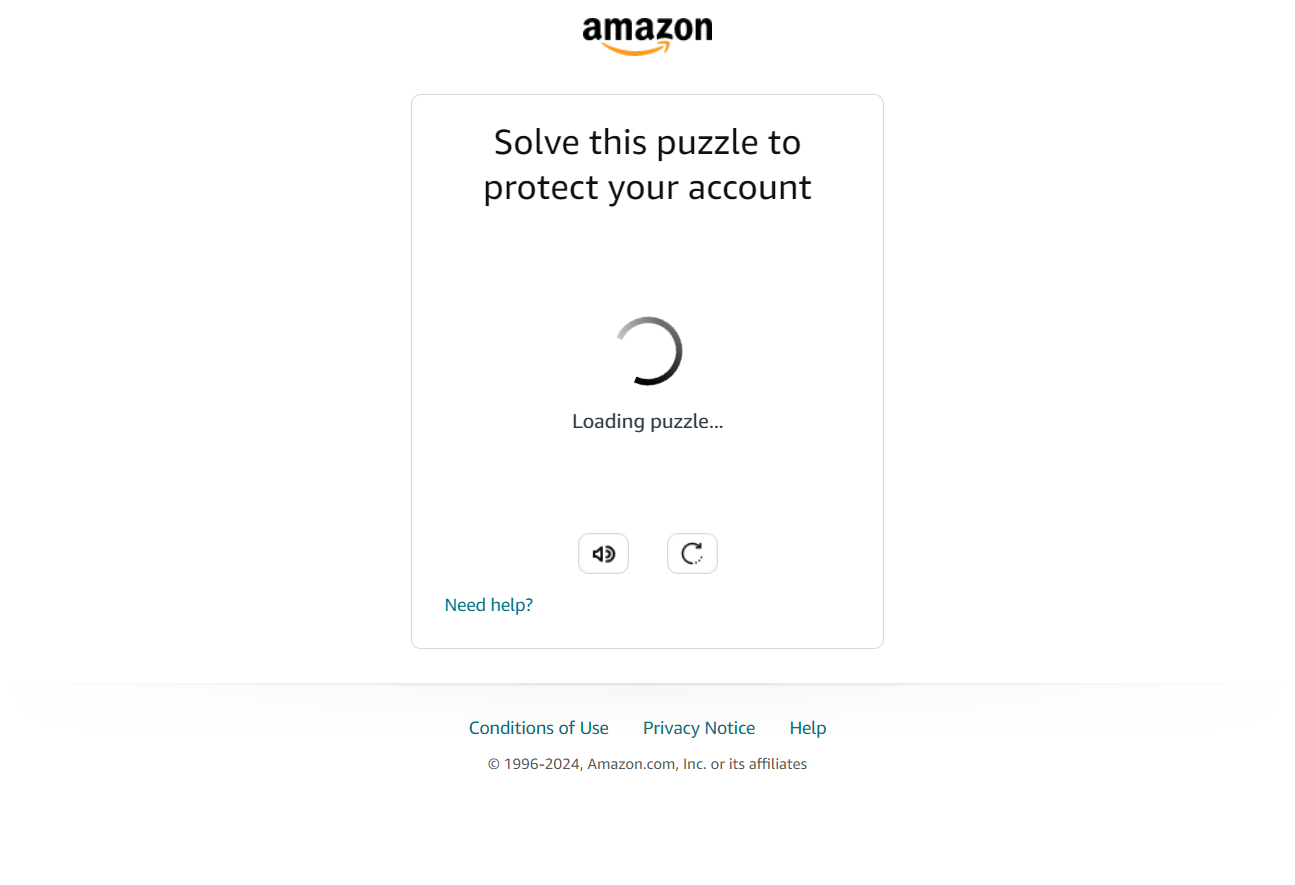 amazon
Solve this puzzle to
protect your account
Loading puzzle...
Need help?
Conditions of Use Privacy Notice Help
© 1996-2024, Amazon.com, Inc. or its affiliates